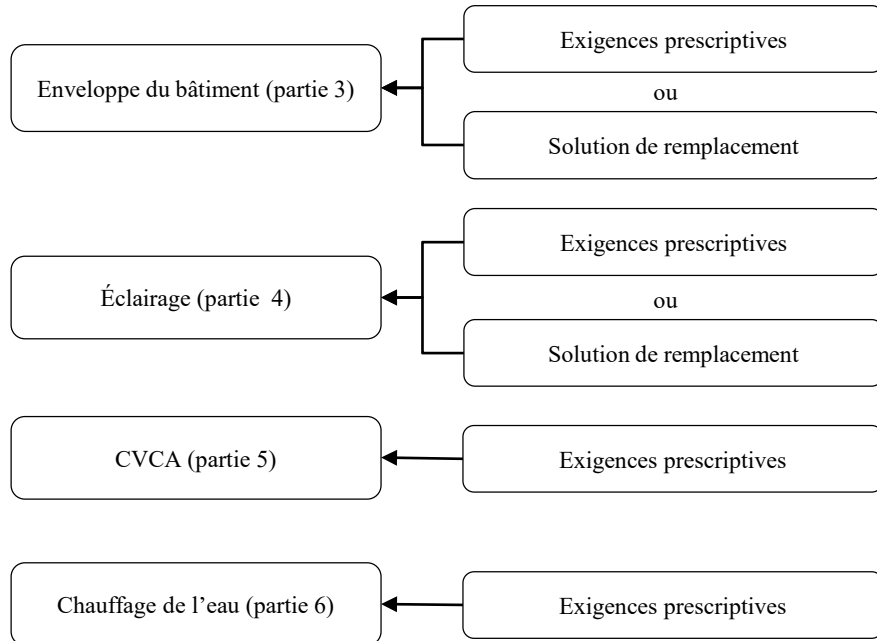 Exigences prescriptives
Enveloppe du bâtiment (partie 3)
ou
Solution de remplacement
Exigences prescriptives
Éclairage (partie  4)
ou
Solution de remplacement
CVCA (partie 5)
Exigences prescriptives
Chauffage de l’eau (partie 6)
Exigences prescriptives